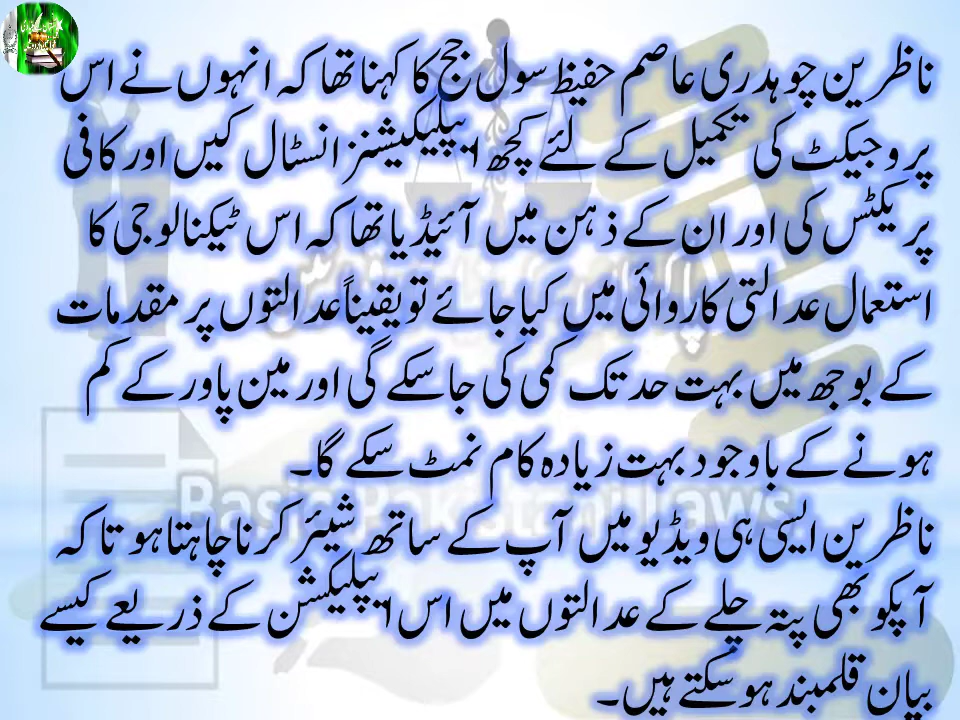 ناظرین چوہدری عاصم حفیظ سول جج کا کہنا تھا کہ انہوں نے اس
پروجیکٹ کی تکمیل کے لئے کچھ ایپلیکیشنز انسٹال کیں اور کافی
پریکٹس کی اور ان کے ذہن میں آئیڈیا تھا کہ اس ٹیکنالوجی کا
استعمال عدالتی کاروائی میں کیا جائے تو یقیناً عدالتوں پر مقدمات
کے بوجھ میں بہت حد تک کمی کی جا سکے گی اور مین پاور کے کم
ہونے کے باوجود بہت زیادہ کام نمٹ سکے گا۔
ناظرین ایسی ہی ویڈیو میں آپ کے ساتھ شیئر کرنا چاہتا ہو تا کہ
آپکو بھی پتہ چلے کے عدالتوں میں اس ایپلیکشن کے ذریعے کیسے
بیان قلمبند ہو سکتے ہیں۔
Basic Pakistani Laws